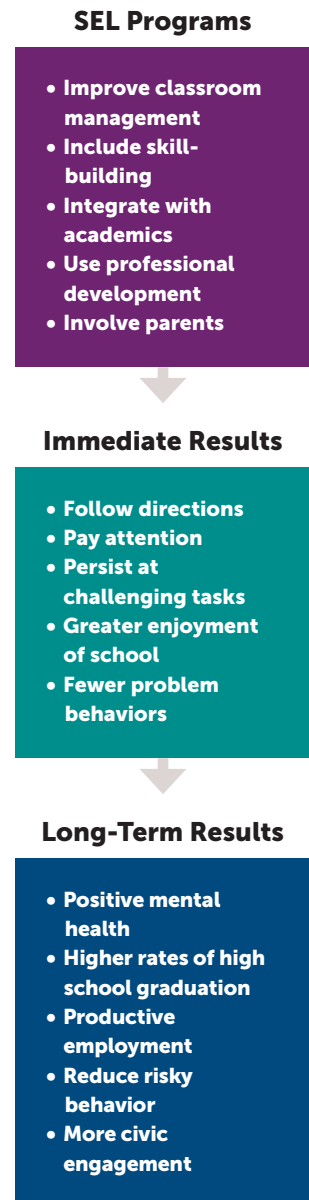 SEL Programs
• Improve classroom
management
• Include skill-
building
• Integrate with
academics
• Use professional
development
• Involve parents
Immediate Results
• Follow directions
• Pay attention
• Persist at
challenging tasks
• Greater enjoyment
of school
• Fewer problem
behaviors
Long-Term Results
• Positive mental
health
• Higher rates of high
school graduation
• Productive
employment
• Reduce risky
behavior
• More civic
engagement